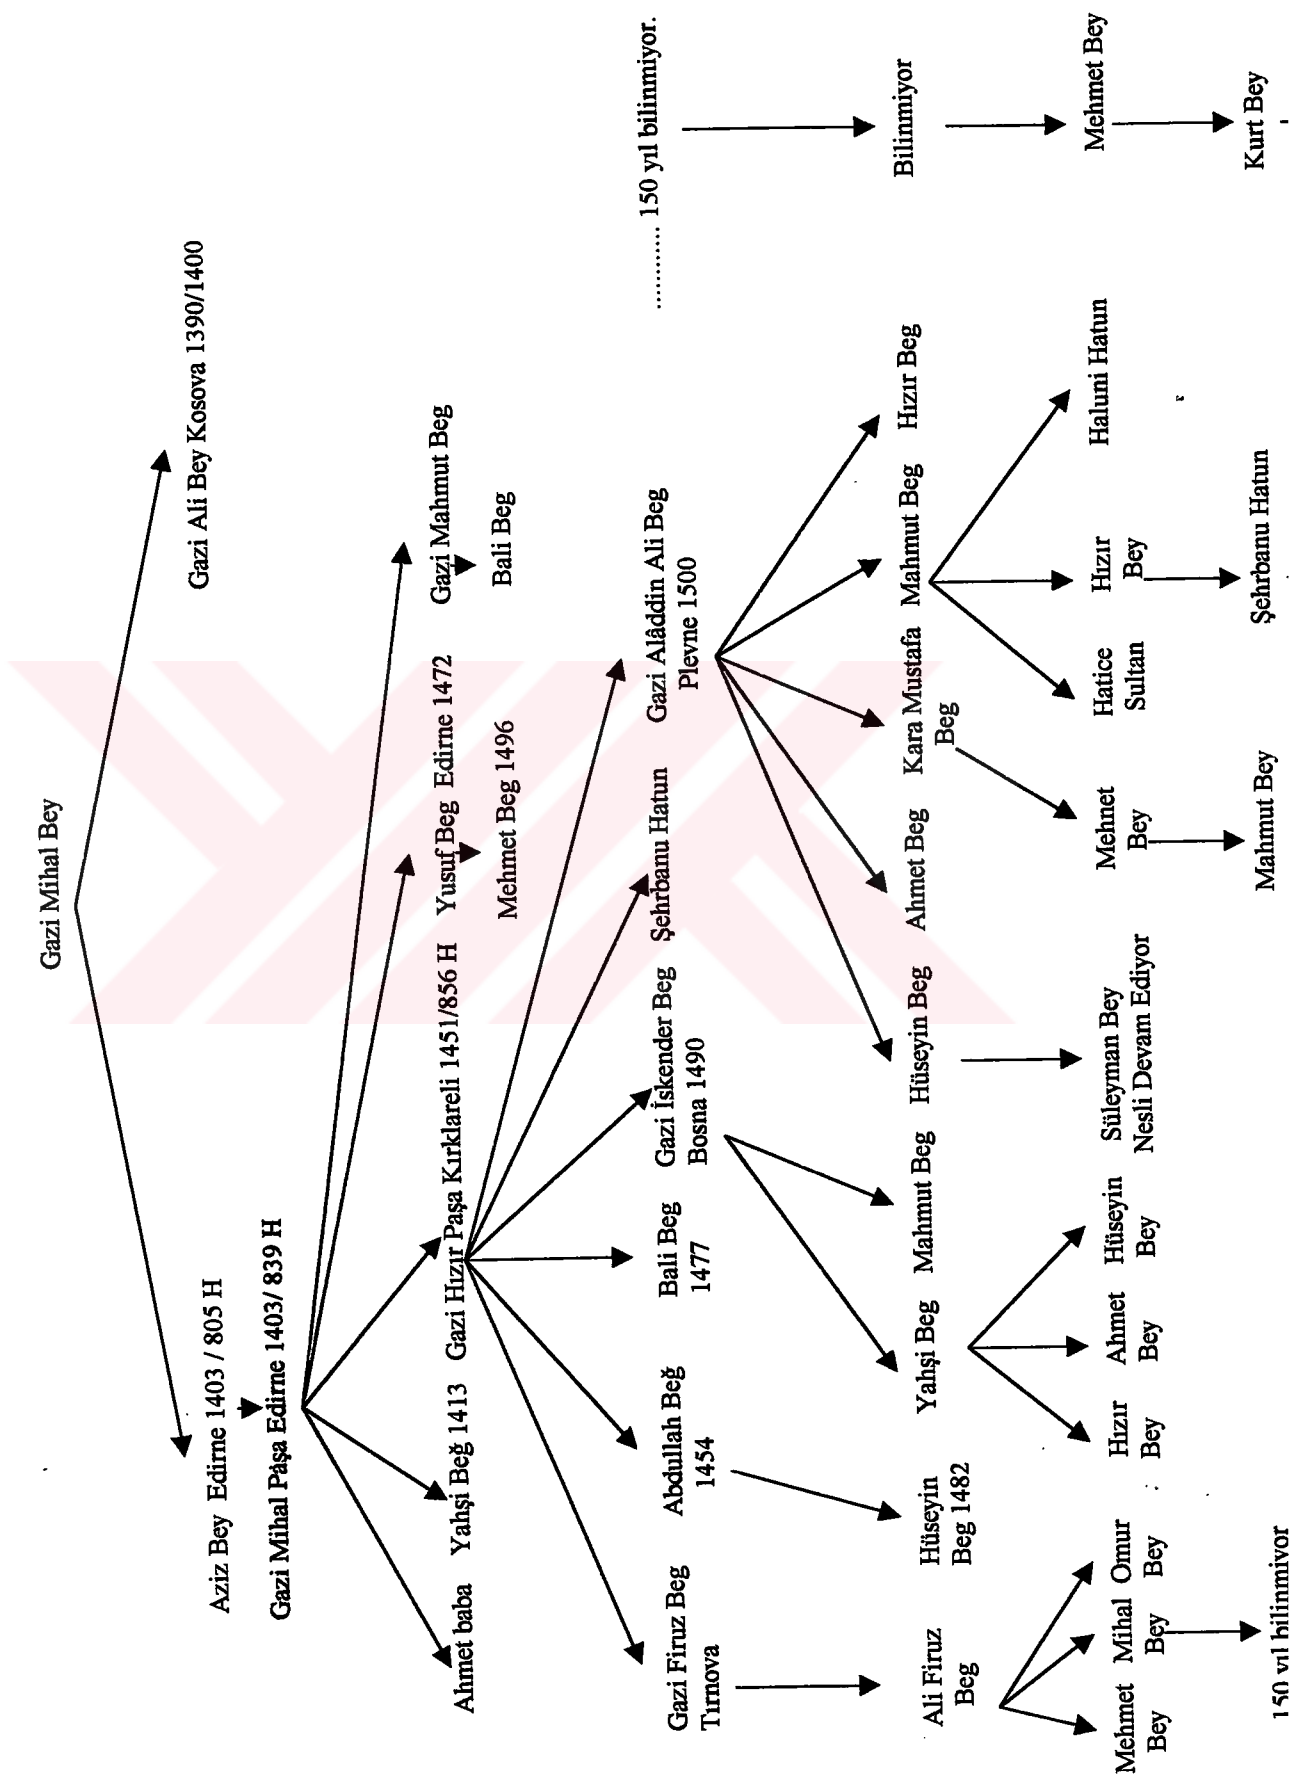 Gazi Mihal Bey
Aziz Bey Edirne 1403 / 805 H
Gazi Ali Bey Kosova 1390/1400
Gazi Mihal Paşa Edirne 1403/ 839 H
Ahmet baba
Yahşi Beğ 1413
Gazi Hızır Paşa Kırklareli 1451/856 H
Yusuf Beg Edirne 1472
Gazi Mahmut Beg
Mehmet Beg 1496
Bali Beg
Gazi Firuz Beg
Tırnova
Abdullah Beğ
1454
Bali Beg
1477
Gazi İskender Beg
Bosna 1490
Şehrbanu Hatun
Gazi Alâddin Ali Beg
Plevne 1500
............ 150 yıl bilinmiyor.
Ali Firuz
Beg
Hüseyin
Beg 1482
Yahşi Beg
Mahmut Beg
Hüseyin Beg
Ahmet Beg
Kara Mustafa
Beg
Mahmut Beg
Hızır Beg
Bilinmiyor
Mehmet
Bey
Mihal
Bey
Omur
Bey
Hızır
Bey
Ahmet
Bey
Hüseyin
Bey
Süleyman Bey
Nesli Devam Ediyor
Mehnet
Bey
Hatice
Sultan
Hızır
Bey
Haluni Hatun
Mehmet Bey
150 yıl bilinmiyor
Mahmut Bey
Şehrbanu Hatun
Kurt Bey